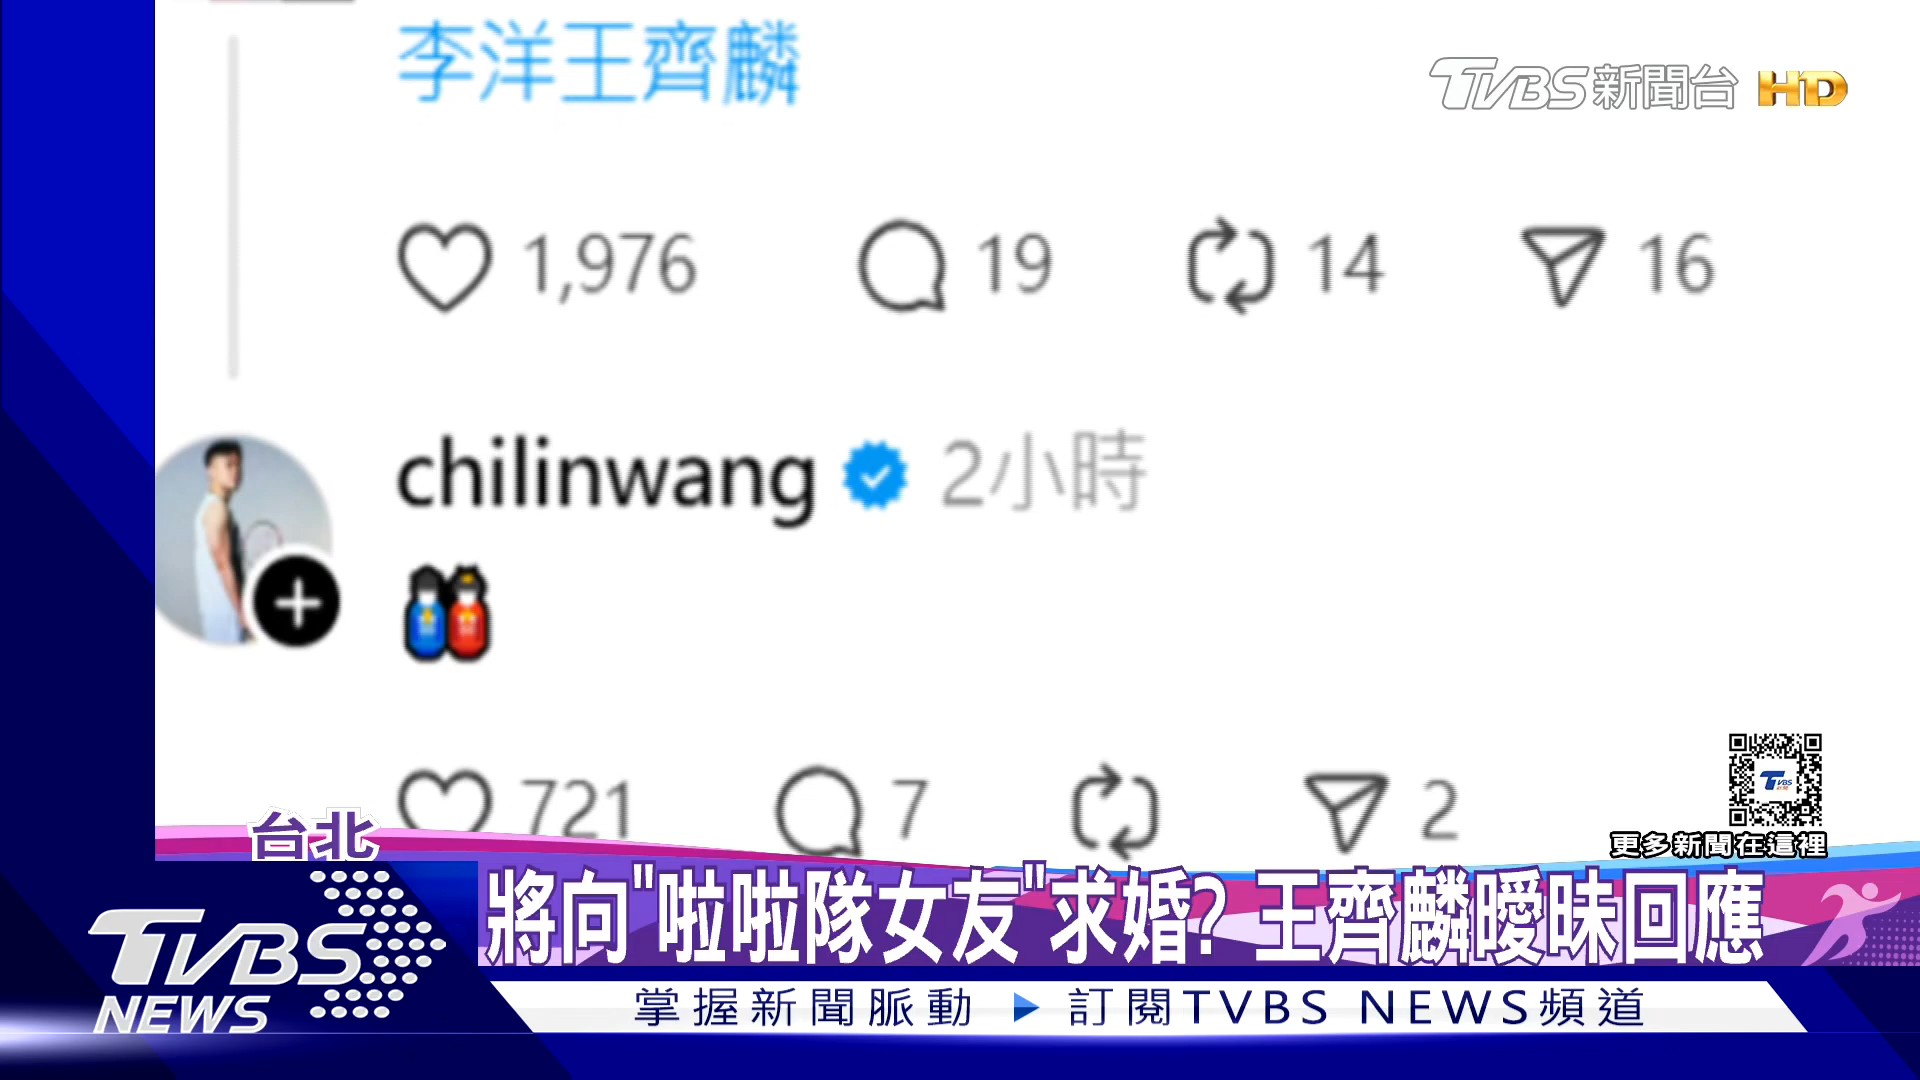 李洋王齊麟
TVBS新聞台 HD
1,976 19 14 16
chilinwang 2小時
721 7 2
台北
更多新聞在這裡
將向"啦啦隊女友"求婚? 王齊麟曖昧回應
TVBS
NEWS
掌握新聞脈動 ▶ 訂閱TVBS NEWS頻道